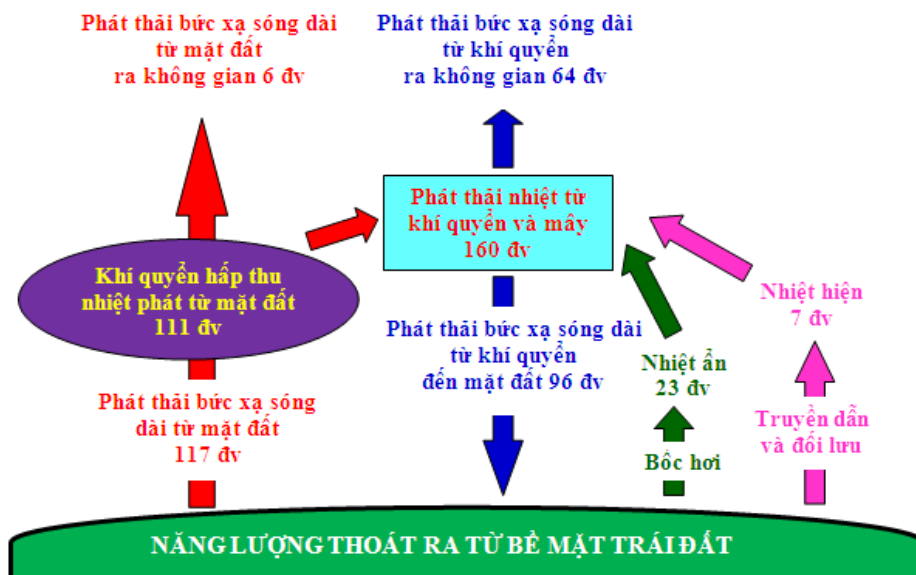 Phát thải bức xạ sóng dài
từ mặt đất
ra không gian 6 đv
Phát thải bức xạ sóng dài
từ khí quyển
ra không gian 64 đv
Phát thải nhiệt từ
khí quyển và mây
160 đv
Khí quyển hấp thu
nhiệt phát từ mặt đất
111 đv
Nhiệt hiện
7 đv
Phát thải bức xạ sóng dài
từ khí quyển
đến mặt đất 96 đv
Nhiệt ẩn
23 đv
Phát thải bức xạ sóng
dài từ mặt đất
117 đv
Truyền dẫn
và đối lưu
Bốc hơi
NĂNG LƯỢNG THOÁT RA TỪ BỀ MẶT TRÁI ĐẤT